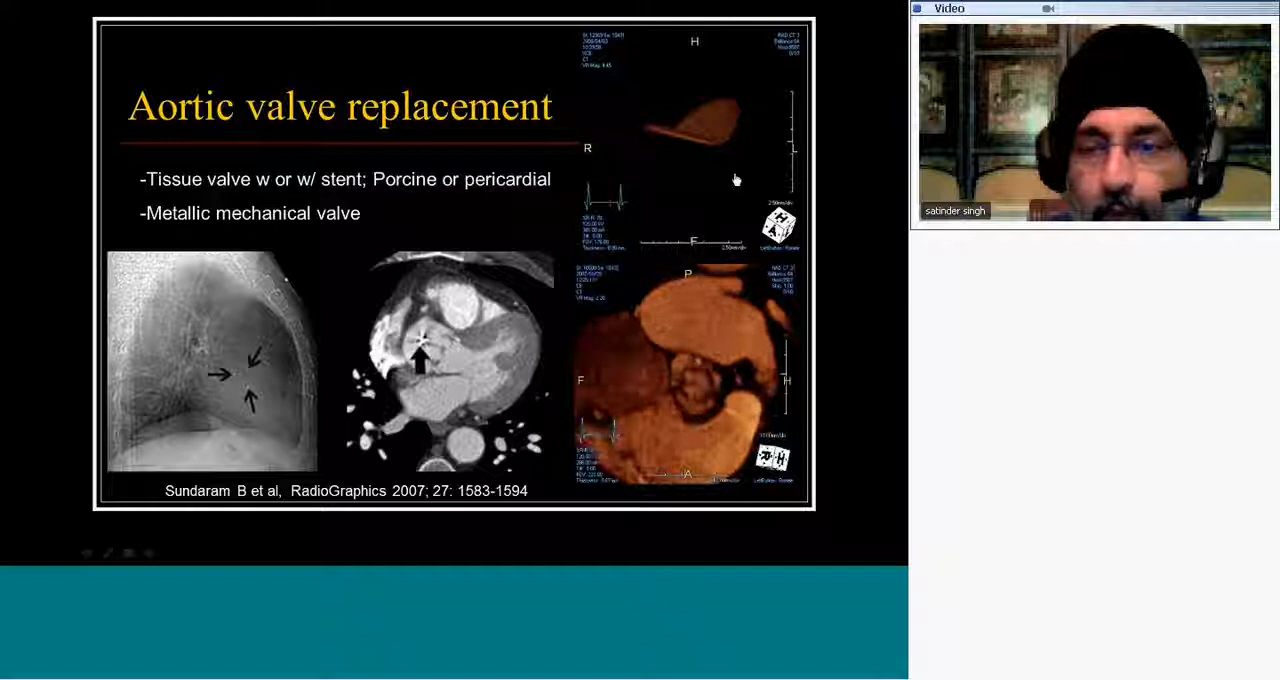 Video
Aortic valve replacement
-Tissue valve w or w/ stent; Porcine or pericardial
-Metallic mechanical valve
H
R
L
F
P
F
H
A
Sundaram B et al, RadioGraphics 2007; 27: 1583-1594
satinder singh